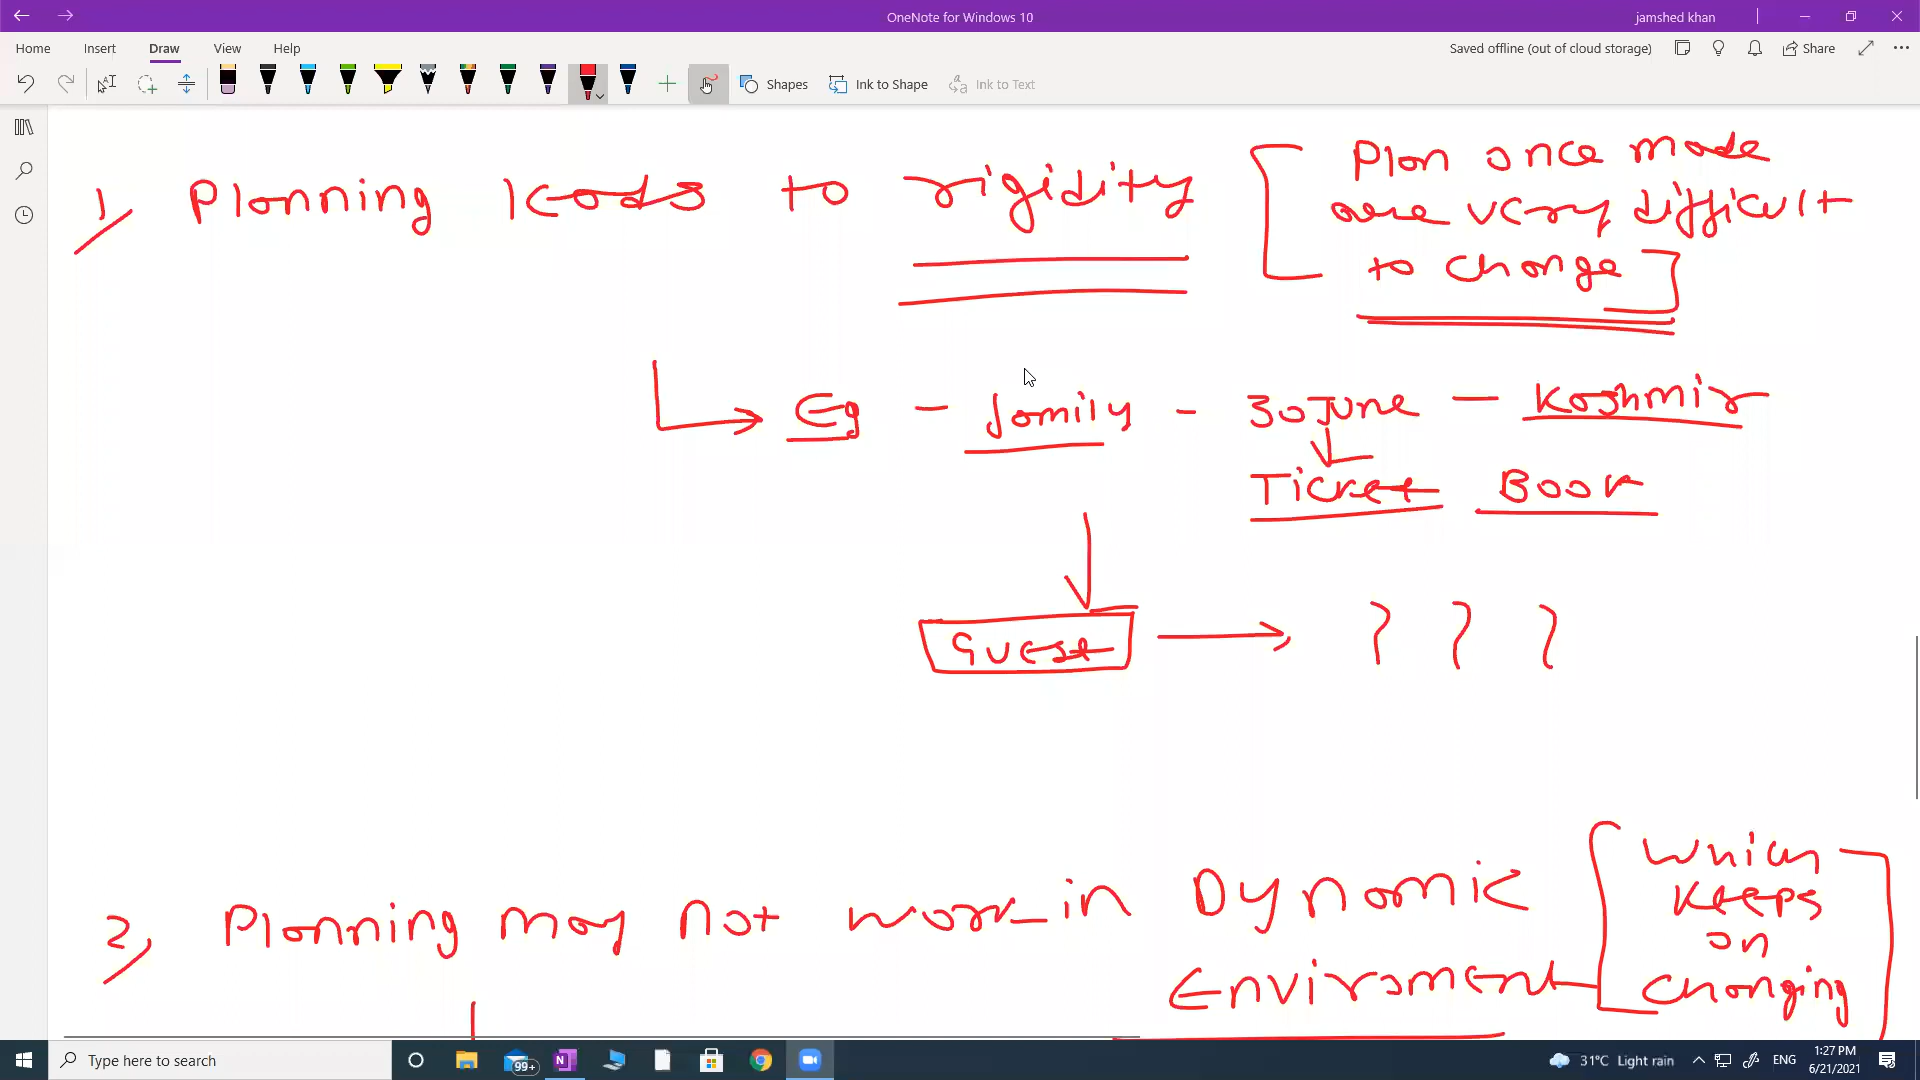 OneNote for Windows 10
jamshed khan
Home Insert Draw View Help
Saved offline (out of cloud storage)
Share
Shapes
Ink to Shape
Ink to Text
1, Planning leads to rigidity
Plan once made
are very difficult
to change
Eg - family - 30 June - Kashmir
Ticket Book
Guest → ? ? ?
2, Planning may not work in Dynamic
Environment
which
keeps
on
changing
Type here to search
99+
31°C Light rain
ENG
1:27 PM
6/21/2021